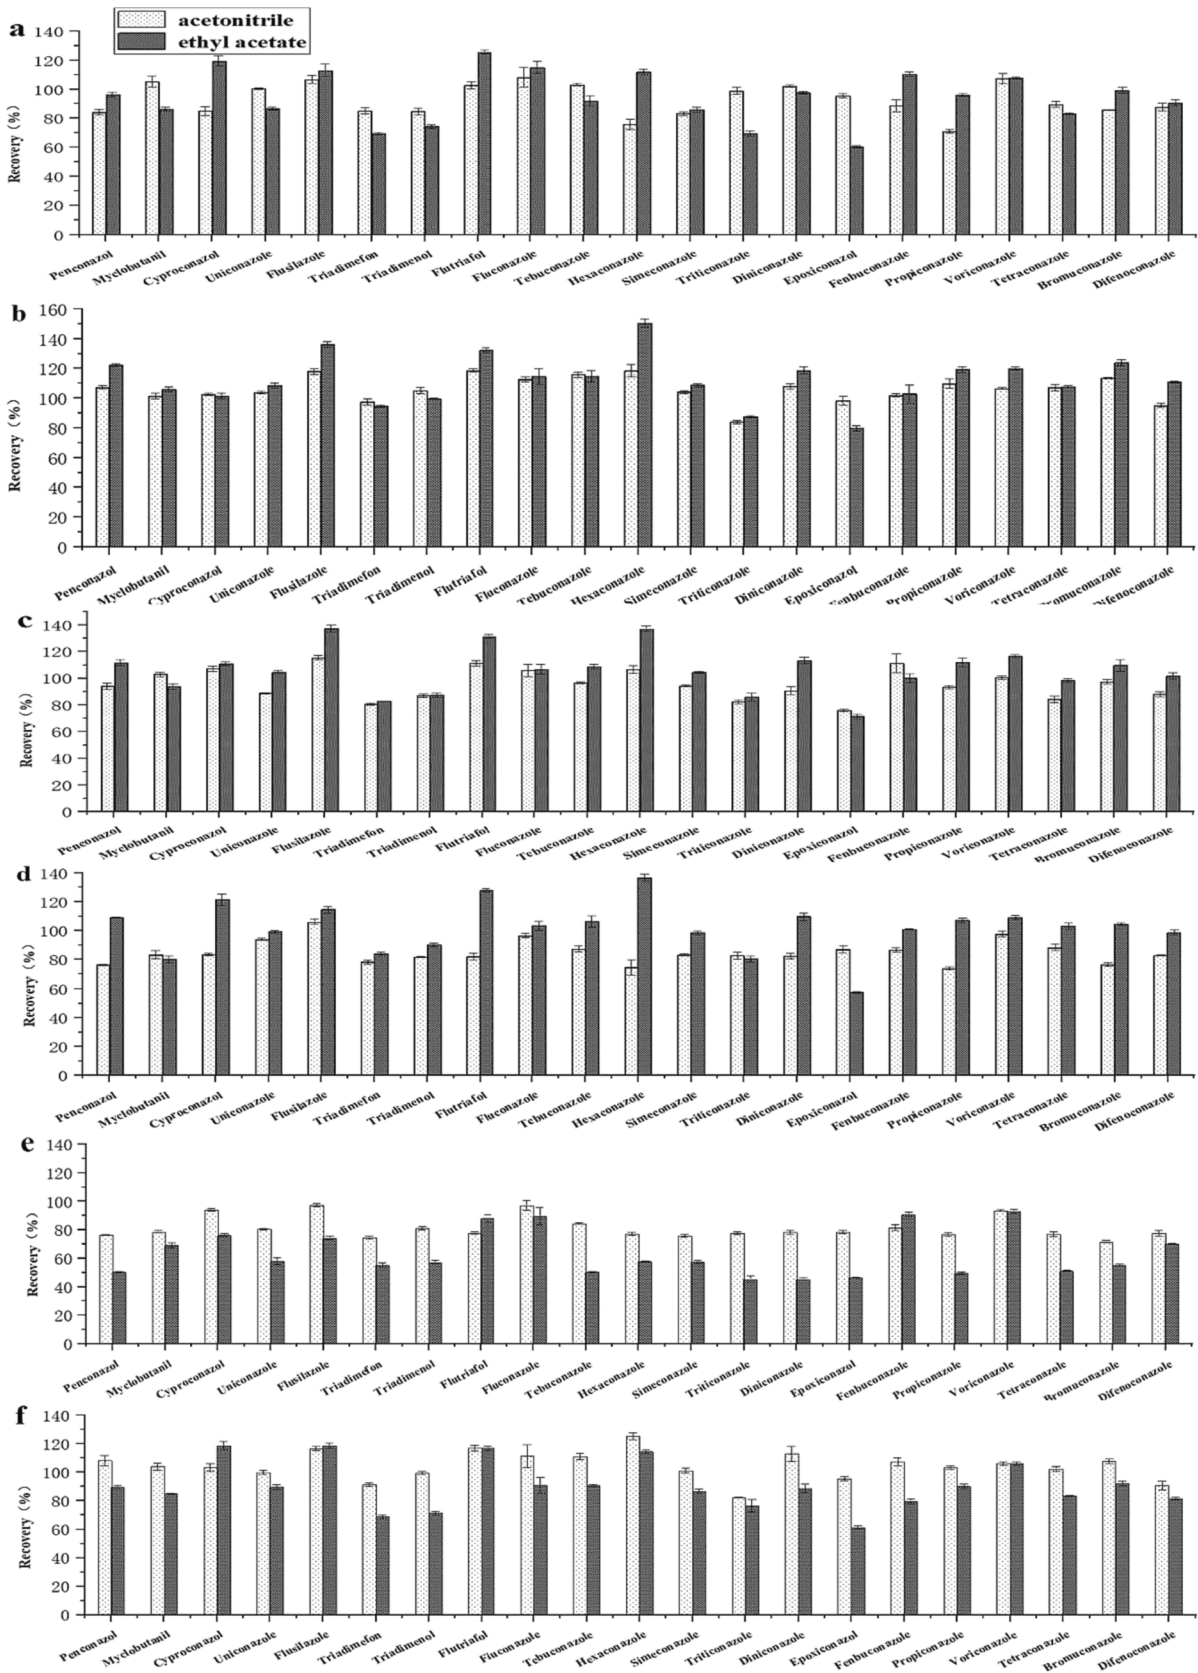 a
acetonitrile
ethyl acetate
Recovery (%)
140
120
100
80
60
40
20
0
Penconazol Myclobutanil Cyproconazol Uniconazole Flusilazole Triadimefon Triadimenol Flutriafol Fluconazole Tebuconazole Hexaconazole Simeconazole Triticonazole Diniconazole Epoxiconazol Fenbuconazole Propiconazole Voriconazole Tetraconazole Bromuconazole Difenoconazole
b
Recovery (%)
160
140
120
100
80
60
40
20
0
Penconazol Myclobutanil Cyproconazol Uniconazole Flusilazole Triadimefon Triadimenol Flutriafol Fluconazole Tebuconazole Hexaconazole Simeconazole Triticonazole Diniconazole Epoxiconazol Fenbuconazole Propiconazole Voriconazole Tetraconazole Bromuconazole Difenoconazole
c
Recovery (%)
140
120
100
80
60
40
20
0
Penconazol Myclobutanil Cyproconazol Uniconazole Flusilazole Triadimefon Triadimenol Flutriafol Fluconazole Tebuconazole Hexaconazole Simeconazole Triticonazole Diniconazole Epoxiconazol Fenbuconazole Propiconazole Voriconazole Tetraconazole Bromuconazole Difenoconazole
d
Recovery (%)
140
120
100
80
60
40
20
0
Penconazol Myclobutanil Cyproconazol Uniconazole Flusilazole Triadimefon Triadimenol Flutriafol Fluconazole Tebuconazole Hexaconazole Simeconazole Triticonazole Diniconazole Epoxiconazol Fenbuconazole Propiconazole Voriconazole Tetraconazole Bromuconazole Difenoconazole
e
Recovery (%)
140
120
100
80
60
40
20
0
Penconazol Myclobutanil Cyproconazol Uniconazole Flusilazole Triadimefon Triadimenol Flutriafol Fluconazole Tebuconazole Hexaconazole Simeconazole Triticonazole Diniconazole Epoxiconazol Fenbuconazole Propiconazole Voriconazole Tetraconazole Bromuconazole Difenoconazole
f
Recovery (%)
140
120
100
80
60
40
20
0
Penconazol Myclobutanil Cyproconazol Uniconazole Flusilazole Triadimefon Triadimenol Flutriafol Fluconazole Tebuconazole Hexaconazole Simeconazole Triticonazole Diniconazole Epoxiconazol Fenbuconazole Propiconazole Voriconazole Tetraconazole Bromuconazole Difenoconazole